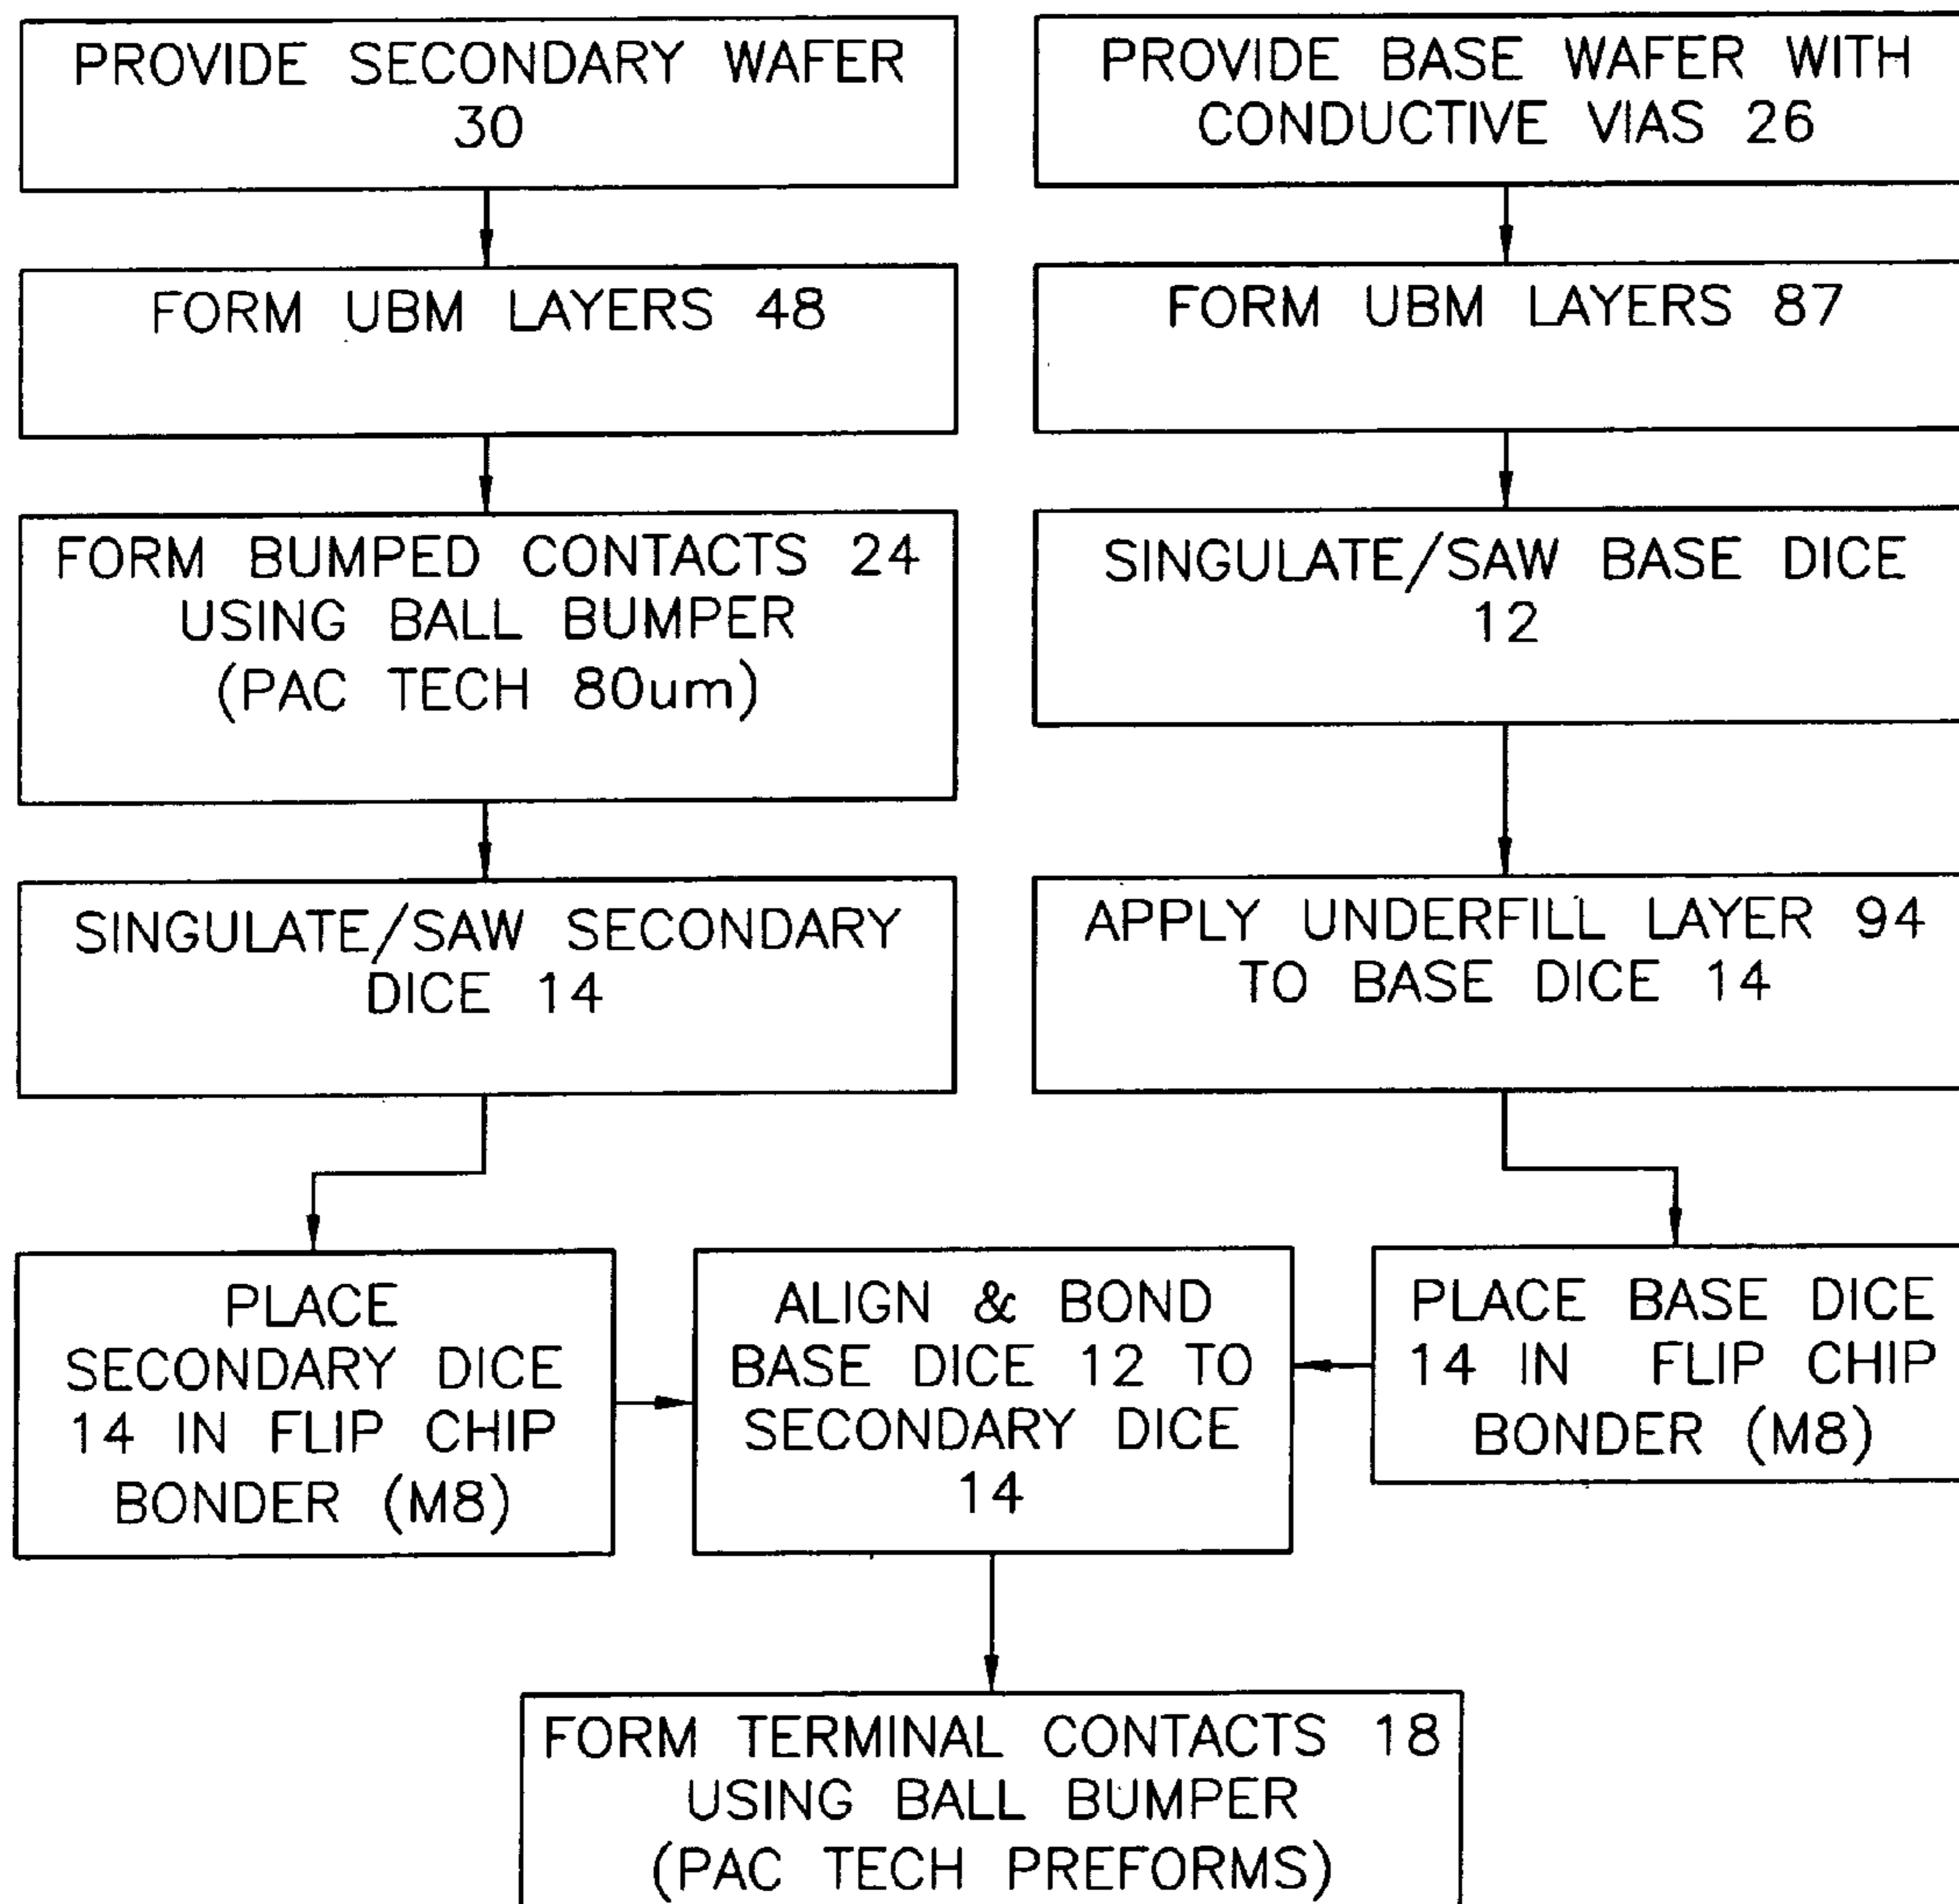 PROVIDE SECONDARY WAFER
30
PROVIDE BASE WAFER WITH
CONDUCTIVE VIAS 26
FORM UBM LAYERS 48
FORM UBM LAYERS 87
FORM BUMPED CONTACTS 24
USING BALL BUMPER
(PAC TECH 80um)
SINGULATE/SAW BASE DICE
12
SINGULATE/SAW SECONDARY
DICE 14
APPLY UNDERFILL LAYER 94
TO BASE DICE 14
PLACE
SECONDARY DICE
14 IN FLIP CHIP
BONDER (M8)
ALIGN & BOND
BASE DICE 12 TO
SECONDARY DICE
14
PLACE BASE DICE
14 IN FLIP CHIP
BONDER (M8)
FORM TERMINAL CONTACTS 18
USING BALL BUMPER
(PAC TECH PREFORMS)